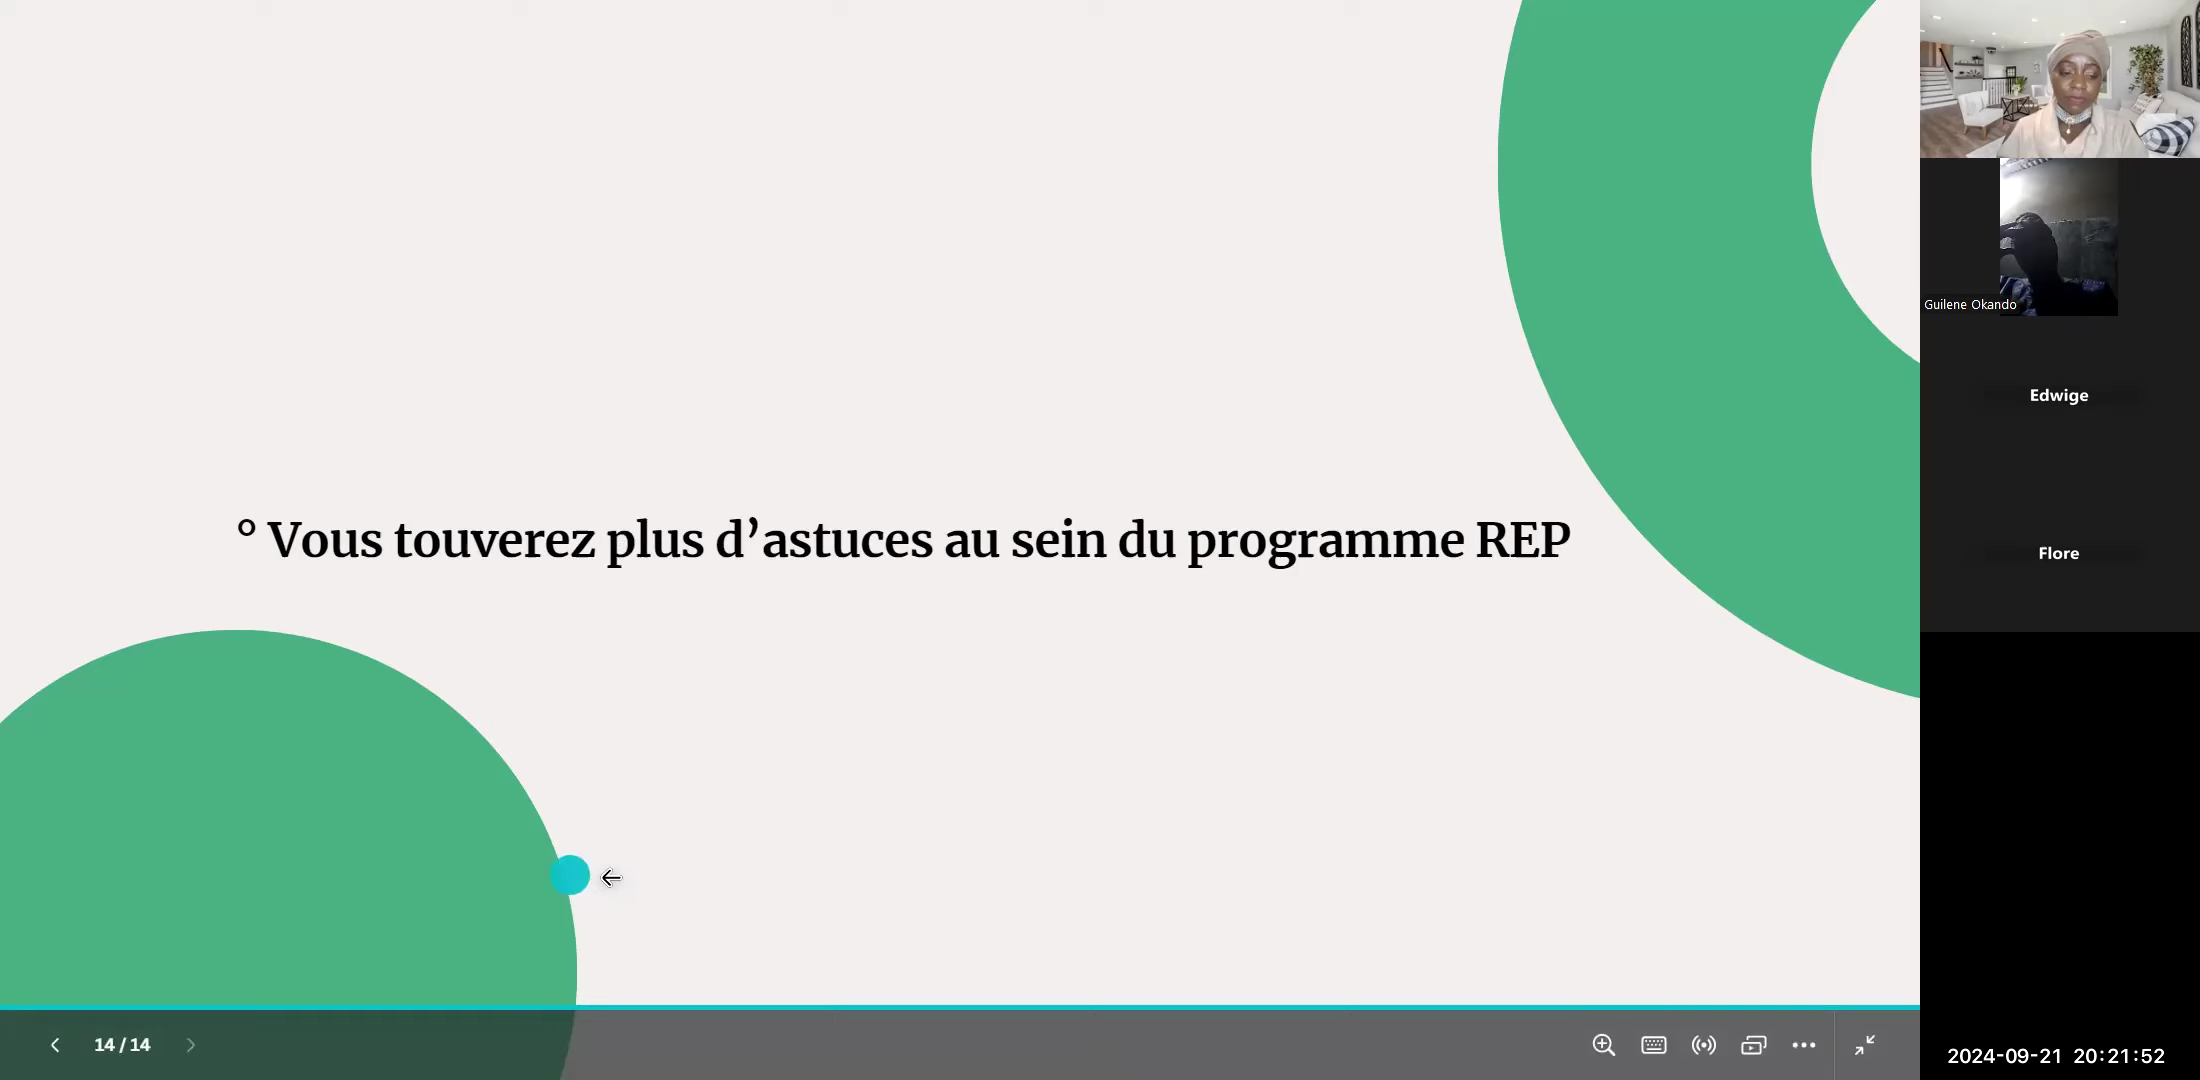 ° Vous touverez plus d’astuces au sein du programme REP
Guilene Okando
Edwige
Flore
14 / 14
2024-09-21 20:21:52